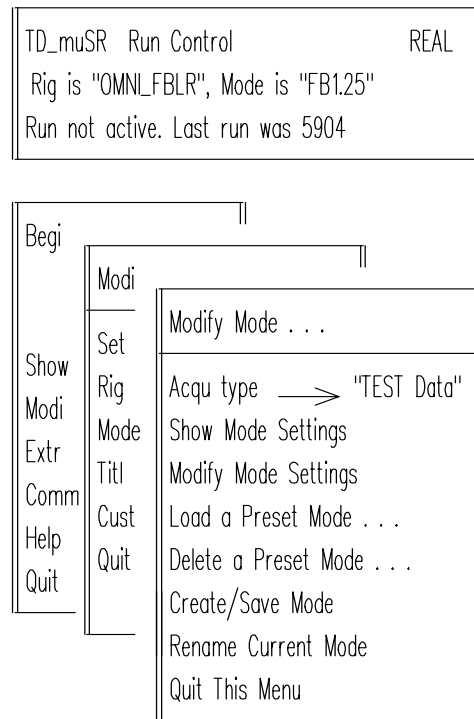 TD_muSR Run Control REAL
Rig is "OMNI_FBLR", Mode is "FB1.25"
Run not active. Last run was 5904
Begi
Show
Modi
Extr
Comm
Help
Quit
Modi
Set
Rig
Mode
Titl
Cust
Quit
Modify Mode . . .
Acqu type "TEST Data"
Show Mode Settings
Modify Mode Settings
Load a Preset Mode . . .
Delete a Preset Mode . . .
Create/Save Mode
Rename Current Mode
Quit This Menu